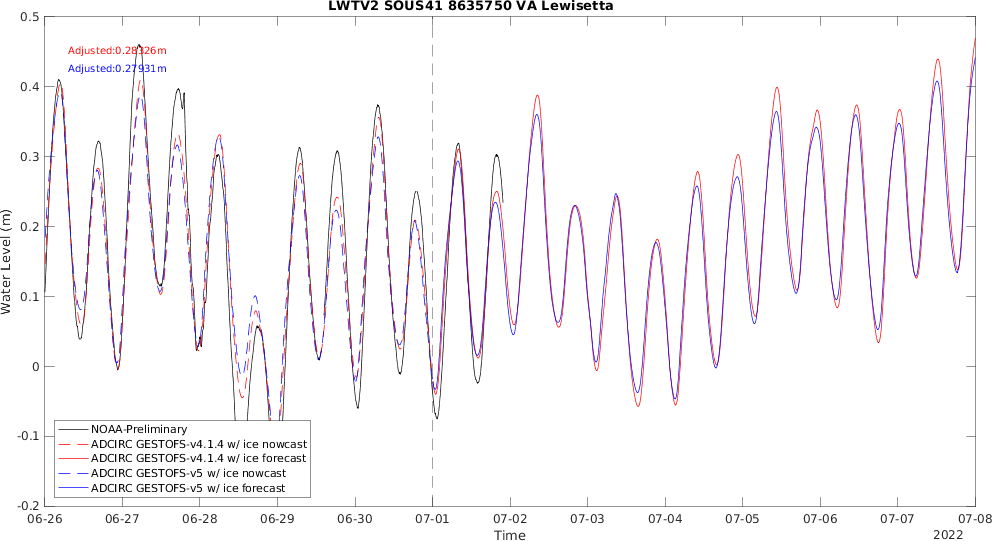 LWTV2 SOUS41 8635750 VA Lewisetta
Adjusted:0.28326m
Adjusted:0.27931m
0.5
0.4
0.3
0.2
0.1
0
-0.1
-0.2
Water Level (m)
NOAA-Preliminary
ADCIRC GESTOFS-v4.1.4 w/ ice nowcast
ADCIRC GESTOFS-v4.1.4 w/ ice forecast
ADCIRC GESTOFS-v5 w/ ice nowcast
ADCIRC GESTOFS-v5 w/ ice forecast
06-26 06-27 06-28 06-29 06-30 07-01 07-02 07-03 07-04 07-05 07-06 07-07 07-08
Time
2022